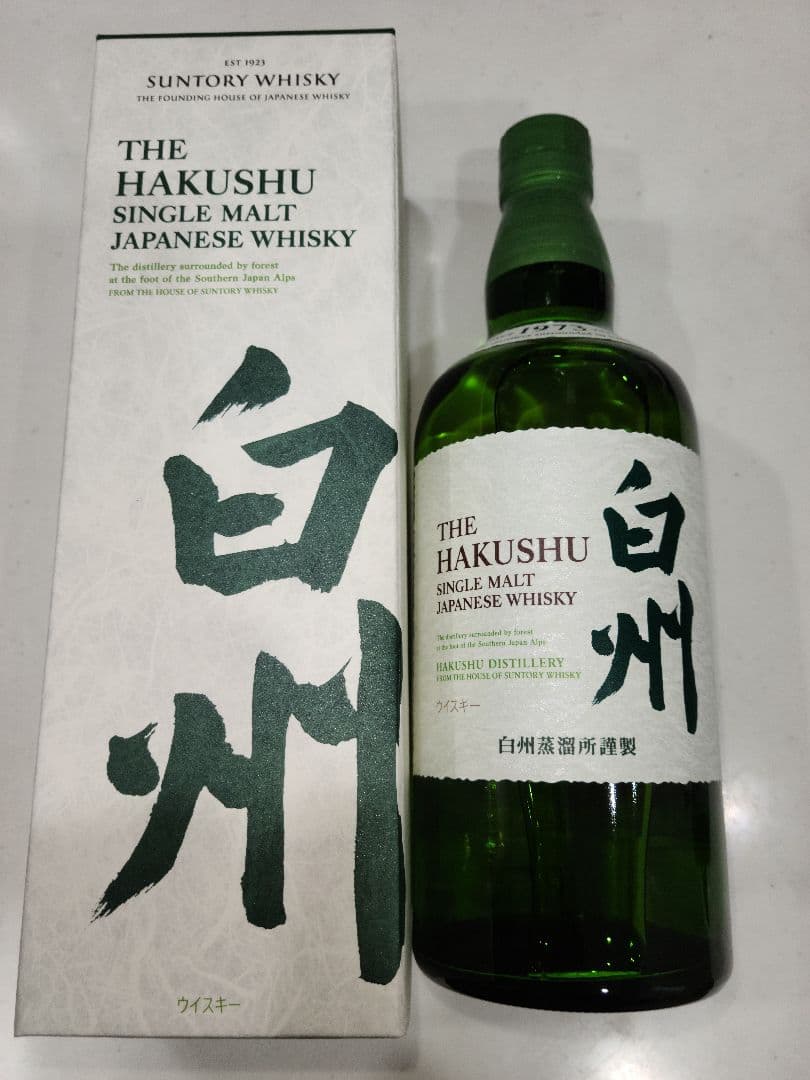 EST 1923
SUNTORY WHISKY
THE FOUNDING HOUSE OF JAPANESE WHISKY
THE
HAKUSHU
SINGLE MALT
JAPANESE WHISKY
The distillery surrounded by forest
at the foot of the Southern Japan Alps
FROM THE HOUSE OF SUNTORY WHISKY
白州
ウイスキー
1973
THE
HAKUSHU
SINGLE MALT
JAPANESE WHISKY
The distillery surrounded by forest
at the foot of the Southern Japan Alps
HAKUSHU DISTILLERY
FROM THE HOUSE OF SUNTORY WHISKY
ウイスキー
白州
白州蒸溜所謹製